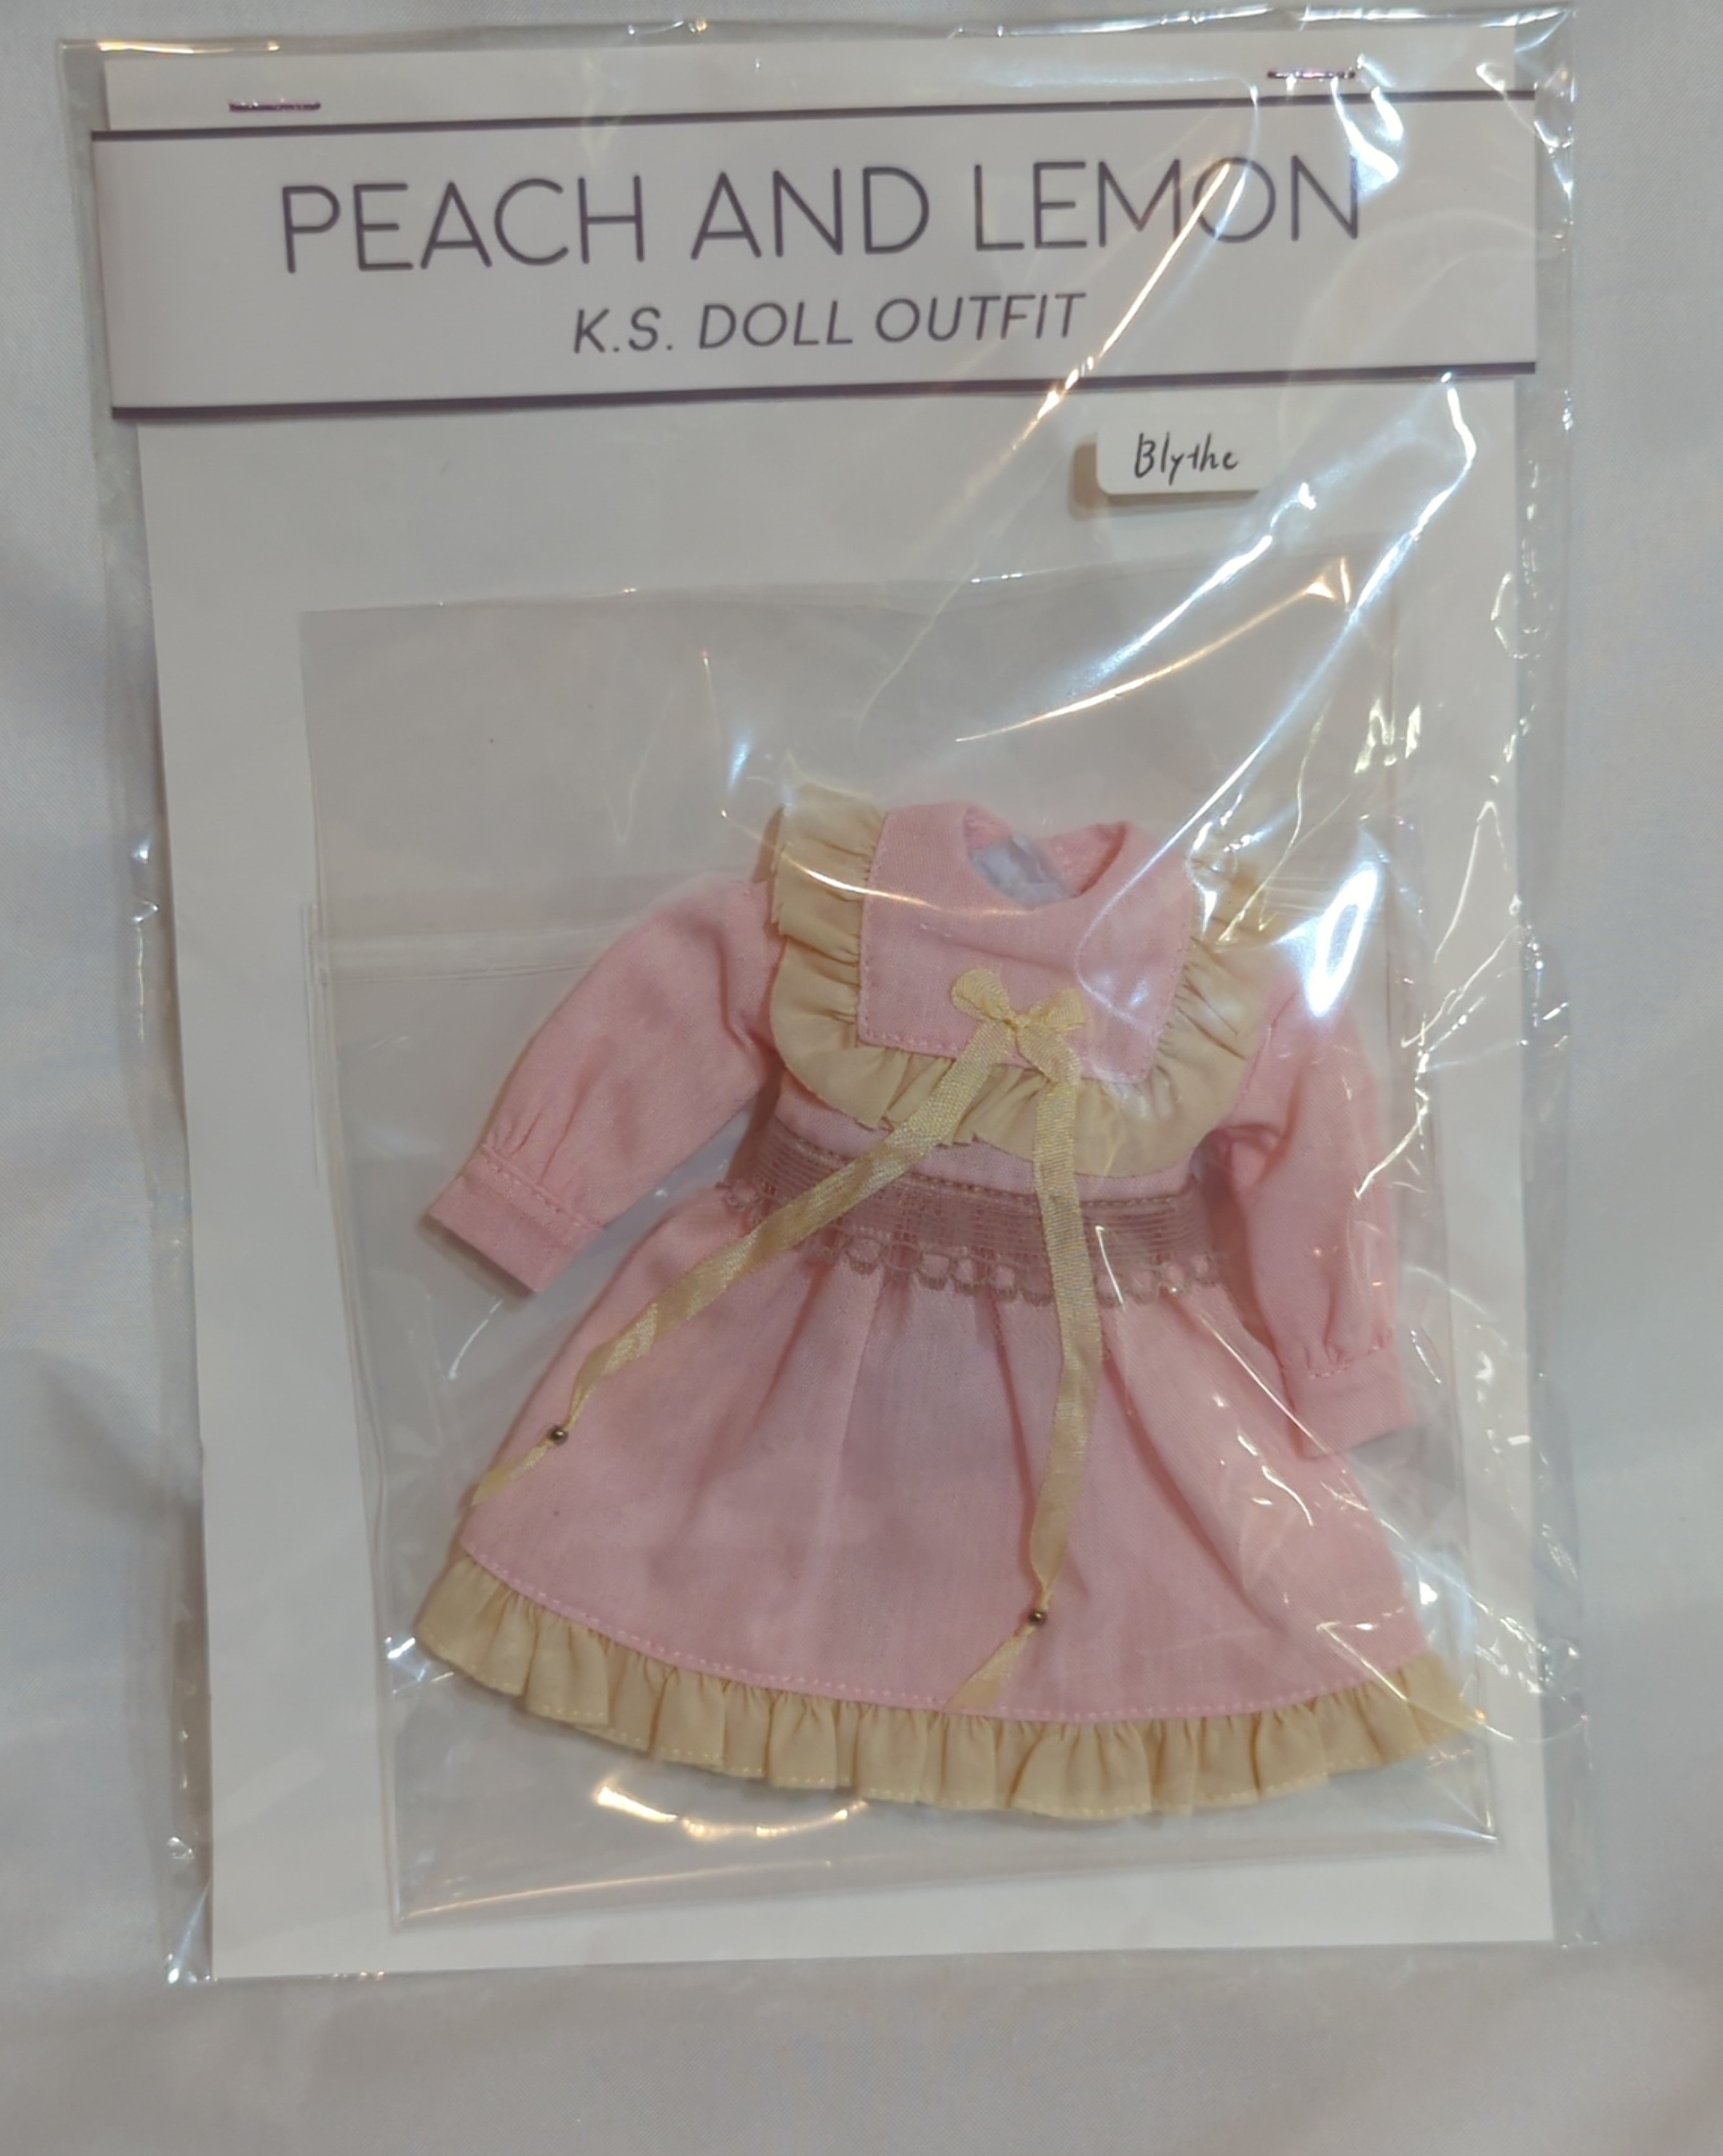 PEACH AND LEMON
K.S. DOLL OUTFIT
Blythe